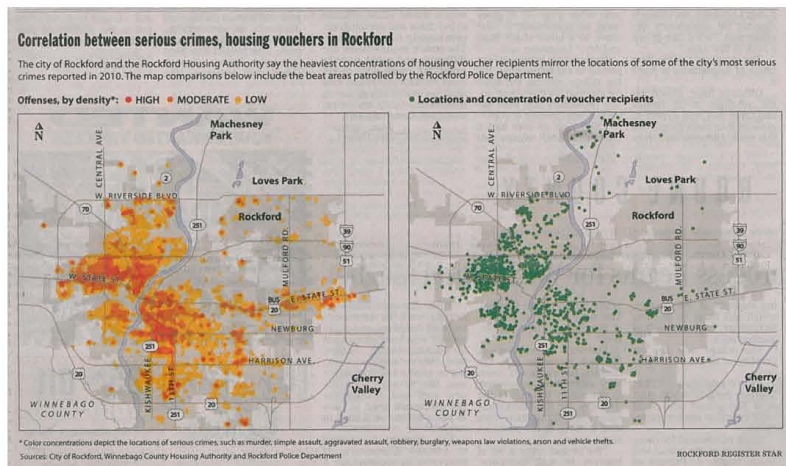 Correlation between serious crimes, housing vouchers in Rockford
The city of Rockford and the Rockford Housing Authority say the heaviest concentrations of housing voucher recipients mirror the locations of some of the city's most serious
crimes reported in 2010. The map comparisons below include the beat areas patrolled by the Rockford Police Department.
Offenses, by density*: HIGH MODERATE LOW
N
CENTRAL AVE.
Machesney
Park
2
Loves Park
W. RIVERSIDE BLVD.
70
Rockford
251
MULFORD RD.
39
90
51
W. STATE ST.
BUS
20
E. STATE ST.
NEWBURG
251
HARRISON AVE.
KISHWAUKEE
11TH ST.
20
20
251
Cherry
Valley
WINNEBAGO
COUNTY
Locations and concentration of voucher recipients
N
CENTRAL AVE.
Machesney
Park
2
Loves Park
W. RIVERSIDE BLVD.
70
Rockford
251
MULFORD RD.
39
90
51
W. STATE ST.
BUS
20
E. STATE ST.
NEWBURG
251
HARRISON AVE.
KISHWAUKEE
11TH ST.
20
20
251
Cherry
Valley
WINNEBAGO
COUNTY
* Color concentrations depict the locations of serious crimes, such as murder, simple assault, aggravated assault, robbery, burglary, weapons law violations, arson and vehicle thefts.
Sources: City of Rockford, Winnebago County Housing Authority and Rockford Police Department
ROCKFORD REGISTER STAR